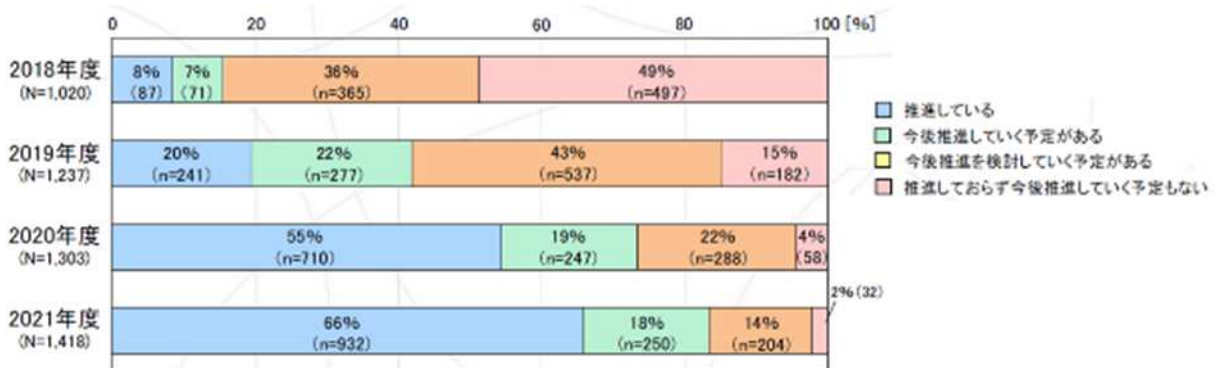 0 20 40 60 80 100 [%]
2018年度
(N=1,020)
8% 7% 36% 49%
(87) (71) (n=365) (n=497)
2019年度
(N=1,237)
20% 22% 43% 15%
(n=241) (n=277) (n=537) (n=182)
2020年度
(N=1,303)
55% 19% 22% 4%
(n=710) (n=247) (n=288) (58)
2%(32)
2021年度
(N=1,418)
66% 18% 14%
(n=932) (n=250) (n=204)
推進している
今後推進していく予定がある
今後推進を検討していく予定がある
推進しておらず今後推進していく予定もない